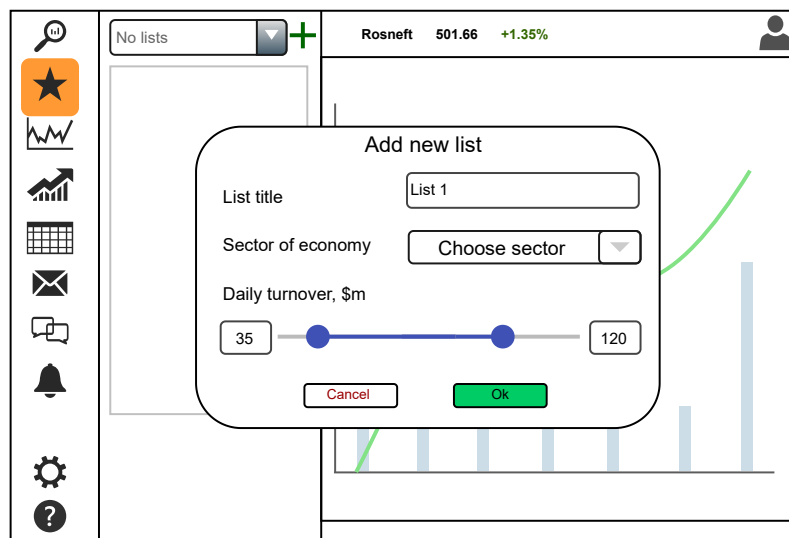 No lists
Rosneft 501.66 +1.35%
Add new list
List title
List 1
Sector of economy
Choose sector
Daily turnover, $m
35
120
Cancel
Ok
?